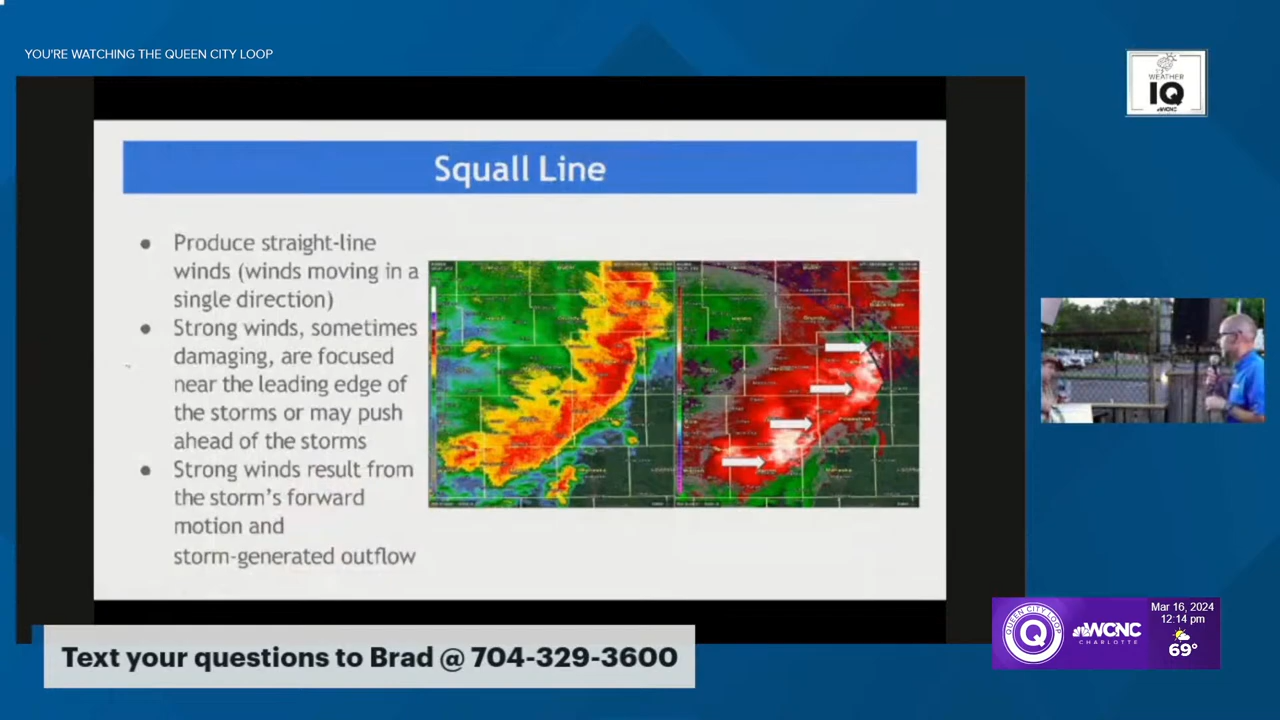 YOU'RE WATCHING THE QUEEN CITY LOOP
WEATHER
IQ
WCNC
Squall Line
● Produce straight-line
winds (winds moving in a
single direction)
● Strong winds, sometimes
damaging, are focused
near the leading edge of
the storms or may push
ahead of the storms
● Strong winds result from
the storm's forward
motion and
storm-generated outflow
Text your questions to Brad @ 704-329-3600
QUEEN CITY LOOP
Q
WCNC
CHARLOTTE
Mar 16, 2024
12:14 pm
69°